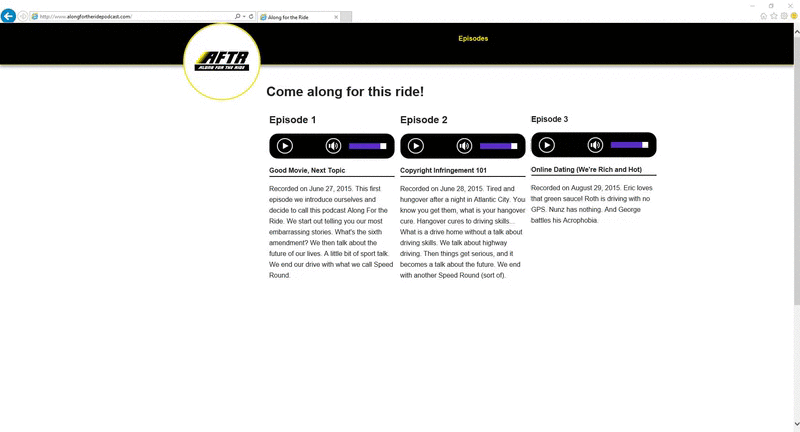 http://www.alongfortheridepodcast.com/
Along for the Ride
Episodes
AFTR
ALONG FOR THE RIDE
Come along for this ride!
Episode 1
Good Movie, Next Topic
Recorded on June 27, 2015. This first
episode we introduce ourselves and
decide to call this podcast Along For the
Ride. We start out telling you our most
embarrassing stories. What's the sixth
amendment? We then talk about the
future of our lives. A little bit of sport talk.
We end our drive with what we call Speed
Round.
Episode 2
Copyright Infringement 101
Recorded on June 28, 2015. Tired and
hungover after a night in Atlantic City. You
know you get them, what is your hangover
cure. Hangover cures to driving skills...
What is a drive home without a talk about
driving skills. We talk about highway
driving. Then things get serious, and it
becomes a talk about the future. We end
with another Speed Round (sort of).
Episode 3
Online Dating (We're Rich and Hot)
Recorded on August 29, 2015. Eric loves
that green sauce! Roth is driving with no
GPS. Nunz has nothing. And George
battles his Acrophobia.